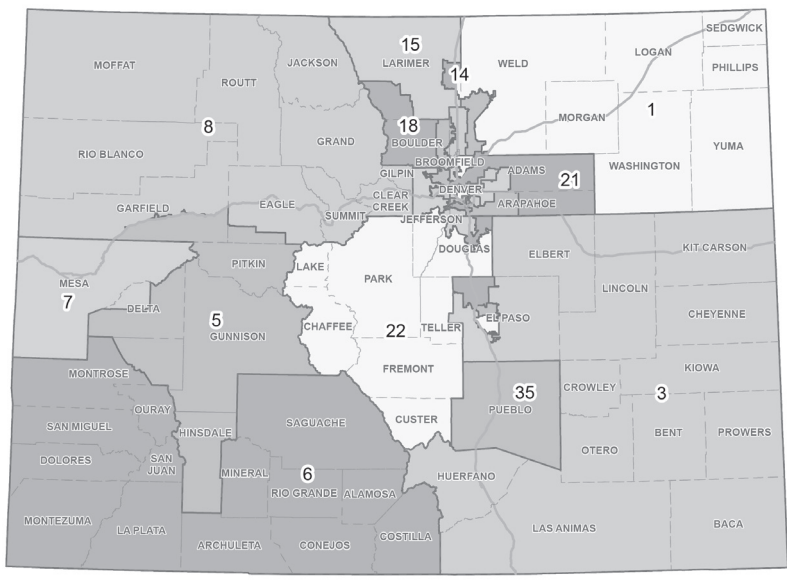 SEDGWICK
15
LOGAN
JACKSON
LARIMER
WELD
MOFFAT
14
PHILLIPS
ROUTT
1
MORGAN
8
18
BOULDER
GRAND
YUMA
RIO BLANCO
BROOMFIELD
WASHINGTON
GILPIN
ADAMS
21
DENVER
CLEAR
CREEK
ARAPAHOE
EAGLE
GARFIELD
SUMMIT
JEFFERSON
DOUGLAS
KIT CARSON
ELBERT
PITKIN
LAKE
PARK
MESA
LINCOLN
7
DELTA
CHEYENNE
5
EL PASO
CHAFFEE
TELLER
22
GUNNISON
FREMONT
KIOWA
MONTROSE
CROWLEY
3
35
OURAY
PUEBLO
CUSTER
SAGUACHE
SAN MIGUEL
HINSDALE
BENT
PROWERS
OTERO
DOLORES
SAN
JUAN
MINERAL
6
HUERFANO
RIO GRANDE
ALAMOSA
MONTEZUMA
LA PLATA
LAS ANIMAS
BACA
COSTILLA
ARCHULETA
CONEJOS